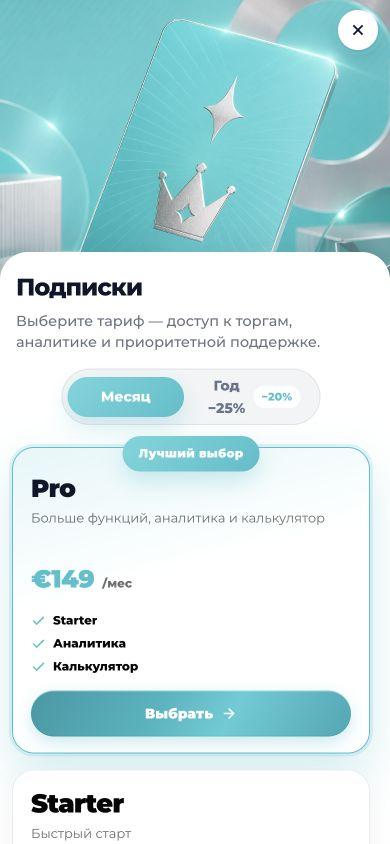 Подписки
Выберите тариф — доступ к торгам,
аналитике и приоритетной поддержке.
Месяц
Год
−25%
−20%
Лучший выбор
Pro
Больше функций, аналитика и калькулятор
€149 /мес
Starter
Аналитика
Калькулятор
Выбрать →
Starter
Быстрый старт